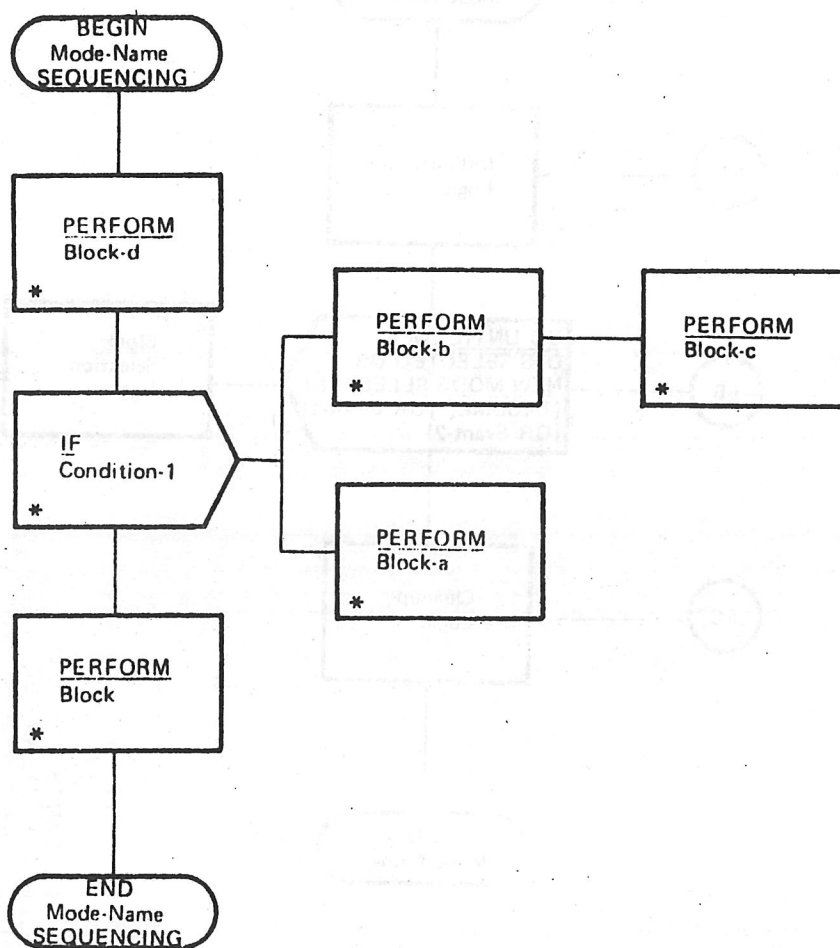 BEGIN
Mode-Name
SEQUENCING
PERFORM
Block-d
*
IF
Condition-1
*
PERFORM
Block-b
*
PERFORM
Block-c
*
PERFORM
Block-a
*
PERFORM
Block
*
END
Mode-Name
SEQUENCING